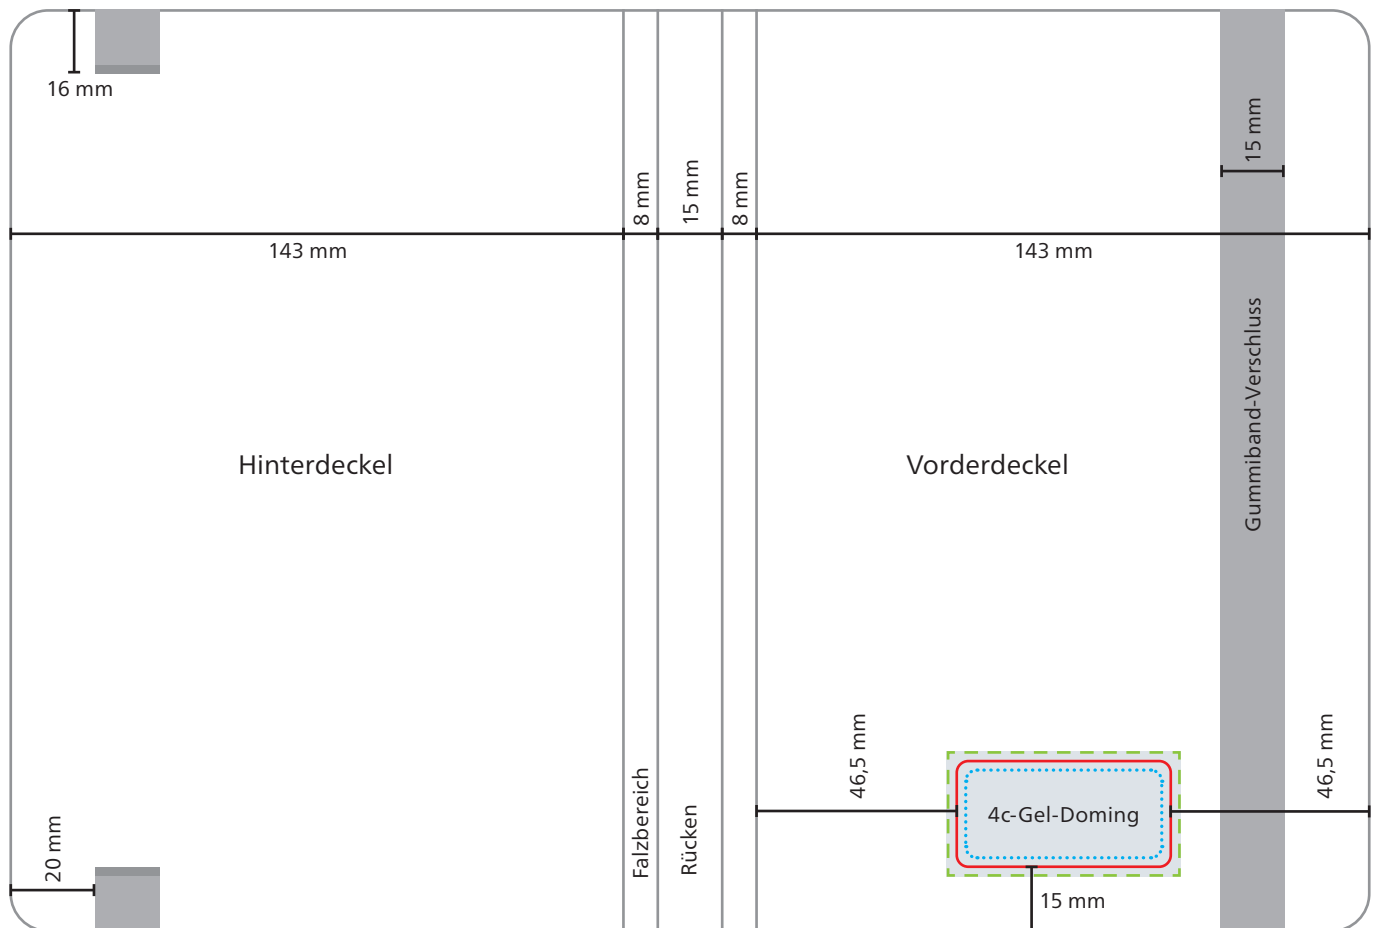 16 mm
15 mm
8 mm
15 mm
8 mm
143 mm
143 mm
Gummiband-Verschluss
Hinterdeckel
Vorderdeckel
46,5 mm
46,5 mm
Falzbereich
Rücken
4c-Gel-Doming
20 mm
15 mm